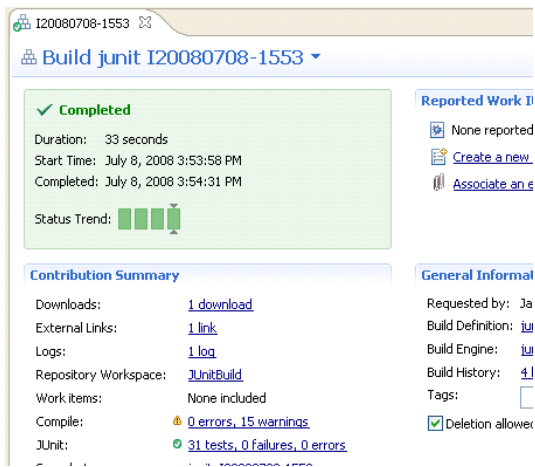 I20080708-1553
Build junit I20080708-1553
Completed
Duration: 33 seconds
Start Time: July 8, 2008 3:53:58 PM
Completed: July 8, 2008 3:54:31 PM
Status Trend:
Reported Work
None reported
Create a new
Associate an
Contribution Summary
Downloads: 1 download
External Links: 1 link
Logs: 1 log
Repository Workspace: JUnitBuild
Work items: None included
Compile: 0 errors, 15 warnings
JUnit: 31 tests, 0 failures, 0 errors
General
Requested by:
Build Definition:
Build Engine:
Build History: 4
Tags:
Deletion allowed